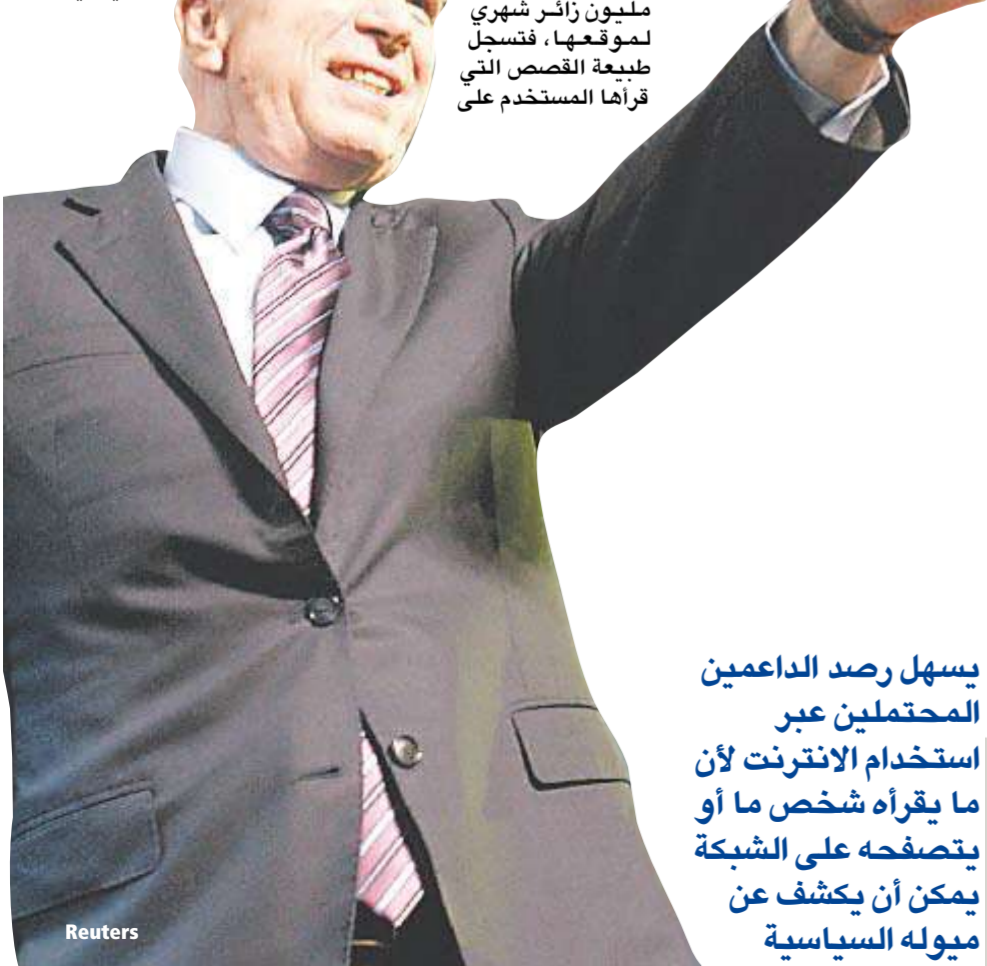 مليون زائر شهري
لموقعها، فتسجل
طبيعة القصص التي
قرأها المستخدم على
يسهل رصد الداعمين
المحتملين عبر
استخدام الانترنت لأن
ما يقرأه شخص ما أو
يتصفحه على الشبكة
يمكن أن يكشف عن
ميوله السياسية
Reuters